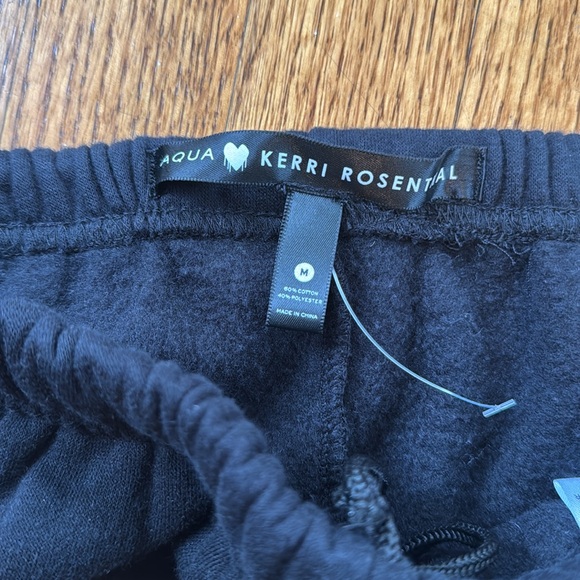 AQUA KERRI ROSENTHAL
M
60% COTTON
40% POLYESTER
MADE IN CHINA